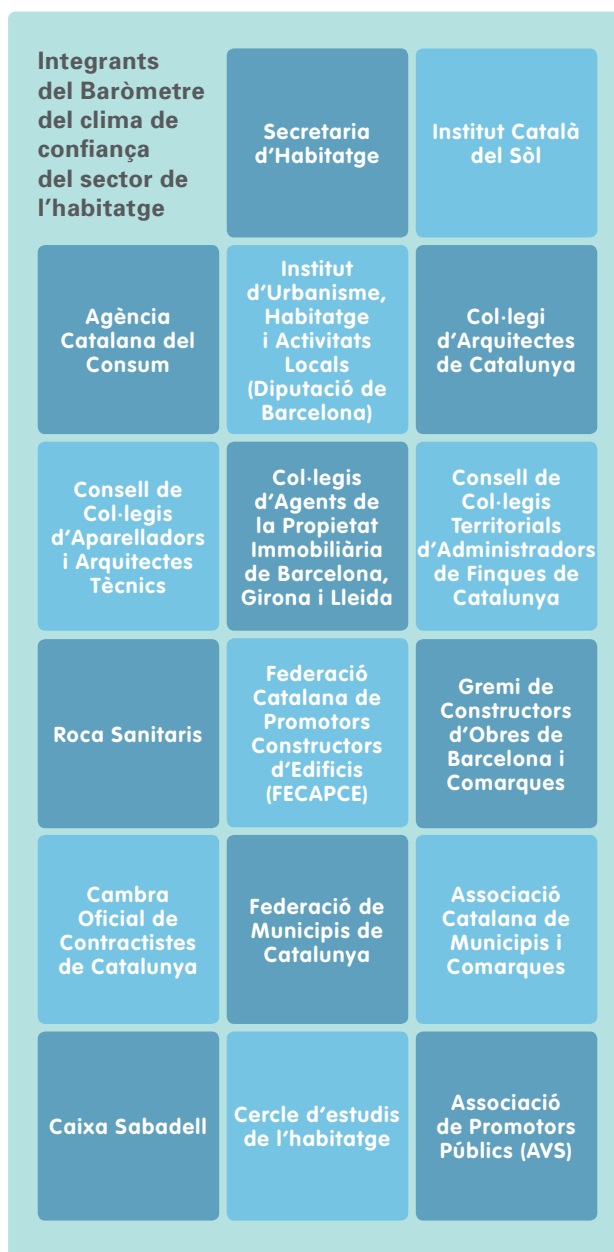 Integrants
del Baròmetre
del clima de
confiança
del sector de
l'habitatge
Secretaria
d'Habitatge
Institut Català
del Sòl
Agència
Catalana del
Consum
Institut
d'Urbanisme,
Habitatge
i Activitats
Locals
(Diputació de
Barcelona)
Col·legi
d'Arquitectes
de Catalunya
Consell de
Col·legis
d'Aparelladors
i Arquitectes
Tècnics
Col·legis
d'Agents de
la Propietat
Immobiliària
de Barcelona,
Girona i Lleida
Consell de
Col·legis
Territorials
d'Administradors
de Finques de
Catalunya
Roca Sanitaris
Federació
Catalana de
Promotors
Constructors
d'Edificis
(FECAPCE)
Gremi de
Constructors
d'Obres de
Barcelona i
Comarques
Cambra
Oficial de
Contractistes
de Catalunya
Federació de
Municipis de
Catalunya
Associació
Catalana de
Municipis i
Comarques
Caixa Sabadell
Cercle d'estudis
de l'habitatge
Associació
de Promotors
Públics (AVS)